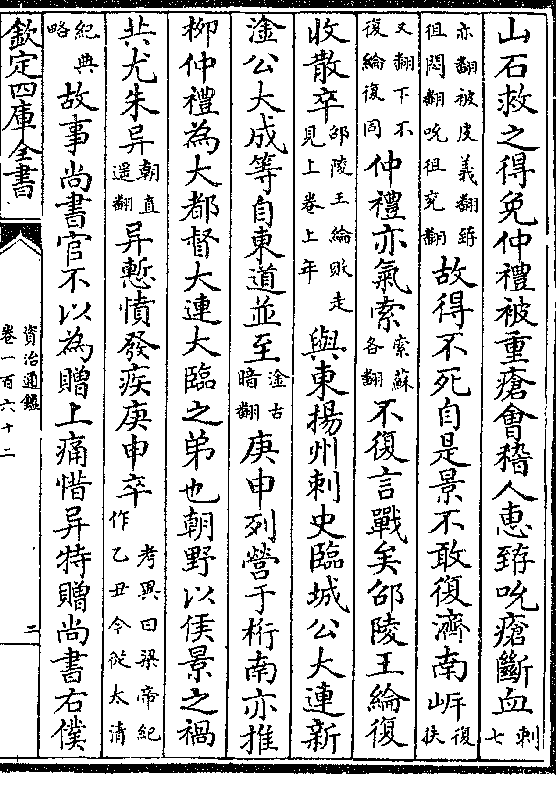 山石救之得免仲禮被重瘡會稽人惠臶吮瘡斷血刺七
亦翻被皮義翻臶徂悶翻吮徂兖翻故得不死自是景不敢復濟南岸復扶
又翻下不復綸復同仲禮亦氣索索蘇各翻不復言戰矣邵陵王綸復
收散卒邵陵王綸敗走見上卷上年與東揚州刺史臨城公大連新
淦公大成等自東道並至淦古暗翻庚申列營于桁南亦推
柳仲禮為大都督大連大臨之弟也朝野以侯景之禍
共尤朱异朝直遥翻异慙憤發疾庚申卒考異曰梁帝紀作乙丑今從太清
紀典略故事尚書官不以為贈上痛惜异特贈尚書右僕
欽定四庫全書
資治通鑑
卷一百六十二